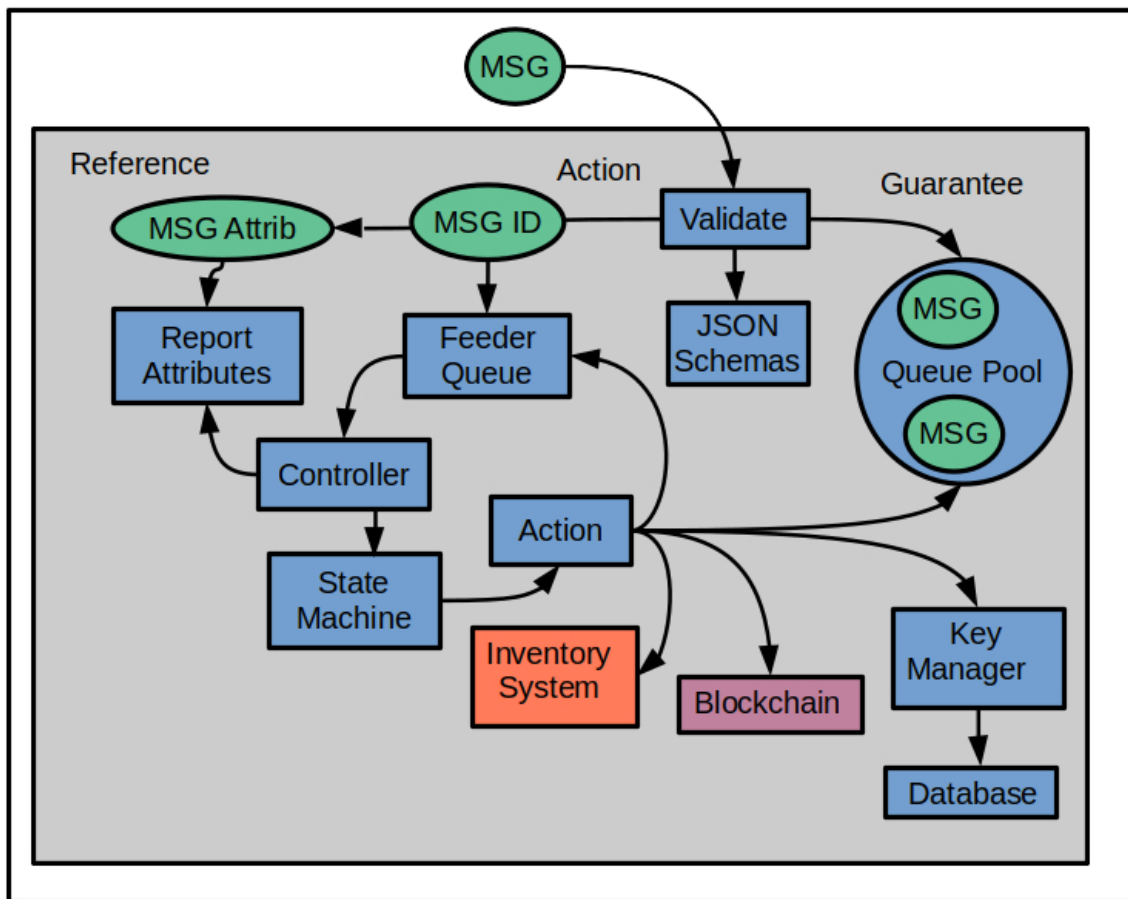 MSG
Reference
Action
Guarantee
MSG Attrib
MSG ID
Validate
Report
Attributes
Feeder
Queue
JSON
Schemas
MSG
Queue Pool
MSG
Controller
Action
State
Machine
Inventory
System
Blockchain
Key
Manager
Database